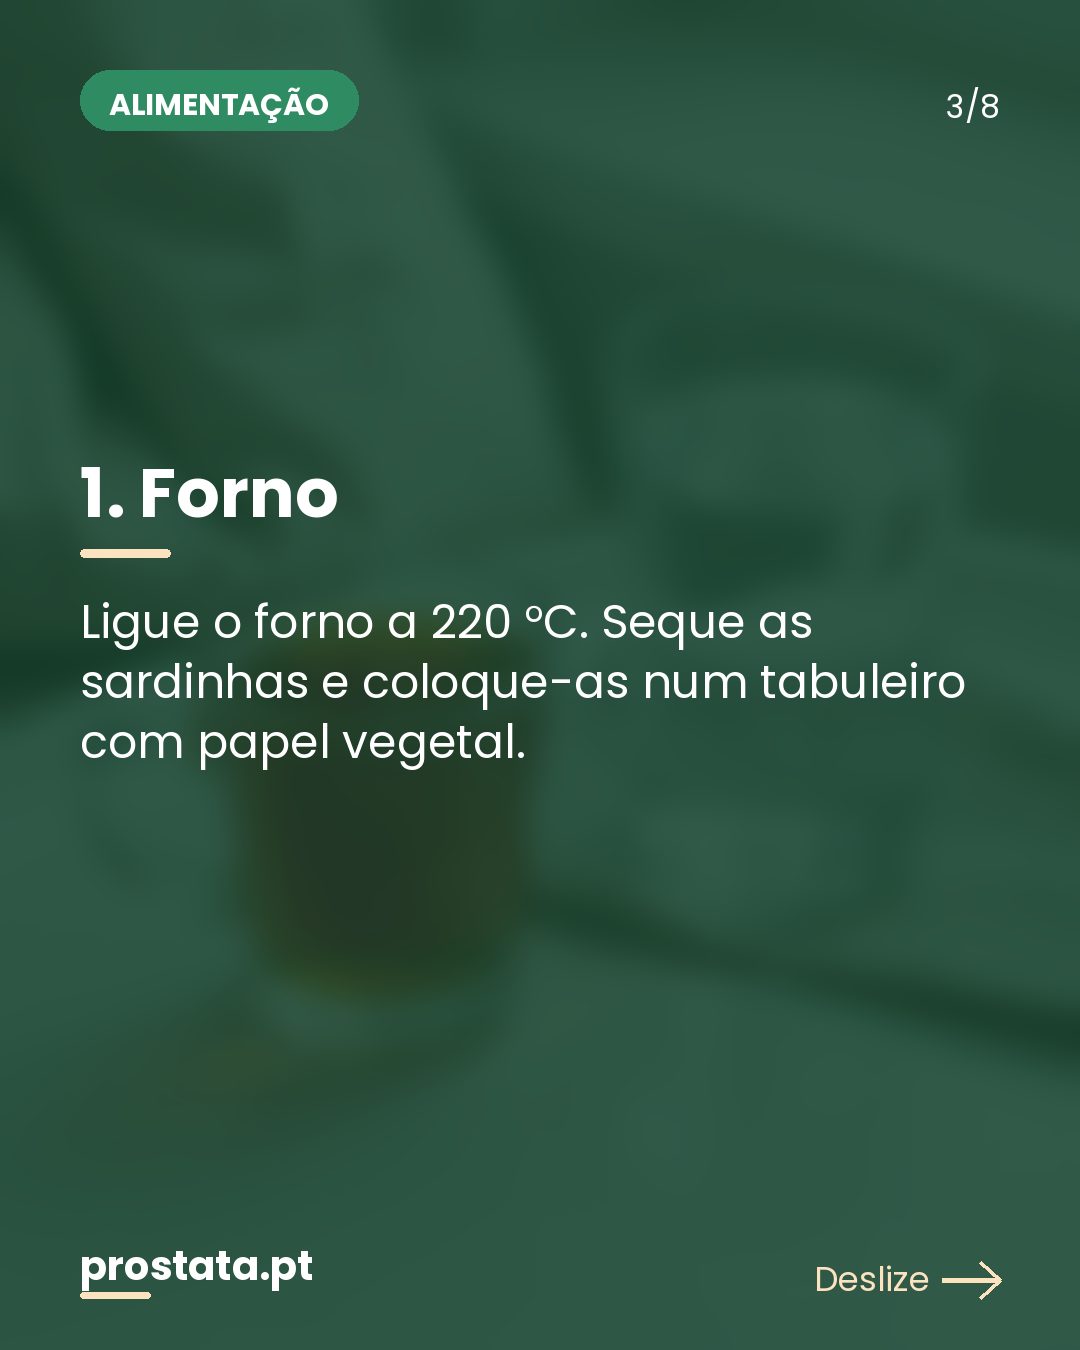 ALIMENTAÇÃO
3/8
1. Forno
Ligue o forno a 220 °C. Seque as
sardinhas e coloque-as num tabuleiro
com papel vegetal.
prostata.pt
Deslize